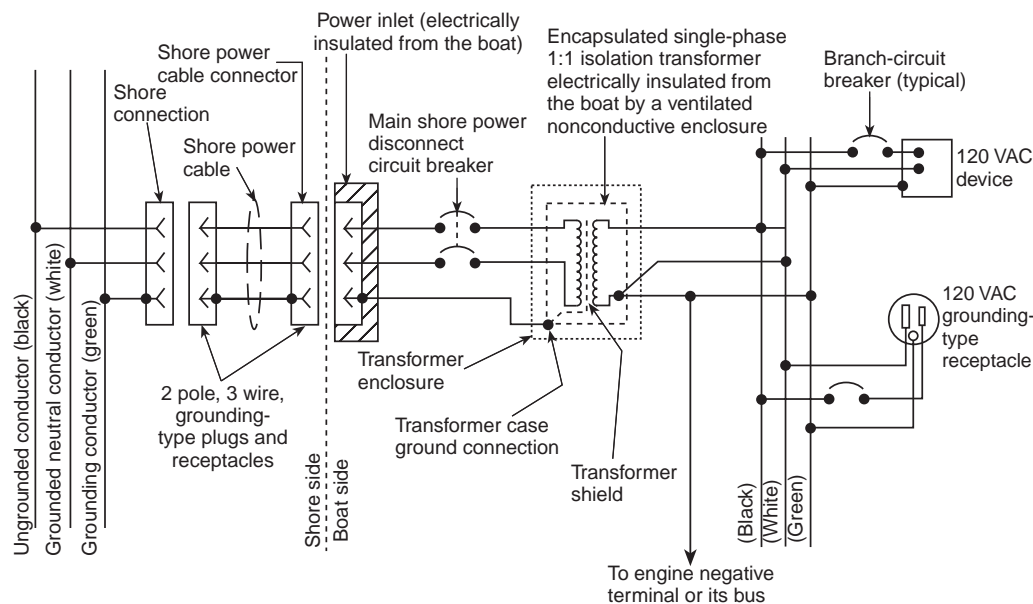 Power inlet (electrically
insulated from the boat)
Shore power
cable connector
Shore
connection
Shore power
cable
Main shore power
disconnect
circuit breaker
Encapsulated single-phase
1:1 isolation transformer
electrically insulated from
the boat by a ventilated
nonconductive enclosure
Branch-circuit
breaker (typical)
120 VAC
device
120 VAC
grounding-
type
receptacle
Ungrounded conductor (black)
Grounded neutral conductor (white)
Grounding conductor (green)
2 pole, 3 wire,
grounding-
type plugs and
receptacles
Shore side
Boat side
Transformer
enclosure
Transformer case
ground connection
Transformer
shield
(Black)
(White)
(Green)
To engine negative
terminal or its bus